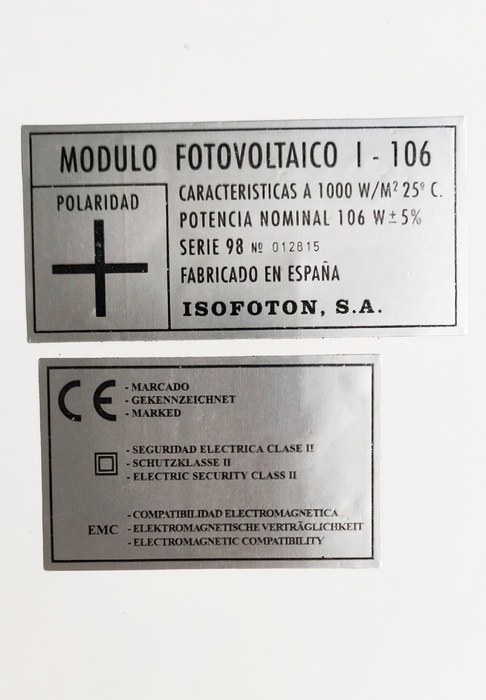 MODULO FOTOVOLTAICO I - 106
POLARIDAD
+
CARACTERISTICAS A 1000 W/M² 25º C.
POTENCIA NOMINAL 106 W ± 5%
SERIE 98 Nº 012815
FABRICADO EN ESPAÑA
ISOFOTON, S.A.
CE
- MARCADO
- GEKENNZEICHNET
- MARKED
- SEGURIDAD ELECTRICA CLASE II
- SCHUTZKLASSE II
- ELECTRIC SECURITY CLASS II
EMC
- COMPATIBILIDAD ELECTROMAGNETICA
- ELEKTROMAGNETISCHE VERTRÄGLICHKEIT
- ELECTROMAGNETIC COMPATIBILITY